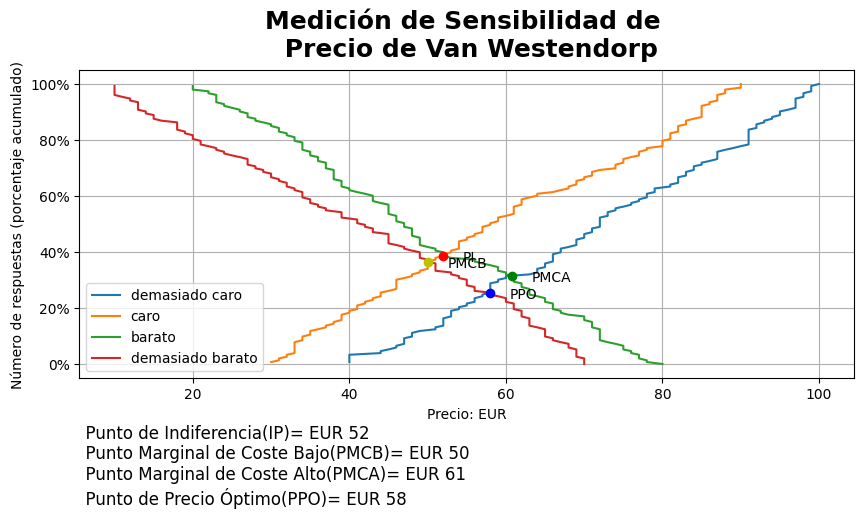 Medición de Sensibilidad de
Precio de Van Westendorp
Número de respuestas (porcentaje acumulado)
100%
80%
60%
40%
20%
0%
PI
PMCB
PMCA
PPO
demasiado caro
caro
barato
demasiado barato
20
40
60
80
100
Precio: EUR
Punto de Indiferencia(IP)= EUR 52
Punto Marginal de Coste Bajo(PMCB)= EUR 50
Punto Marginal de Coste Alto(PMCA)= EUR 61
Punto de Precio Óptimo(PPO)= EUR 58